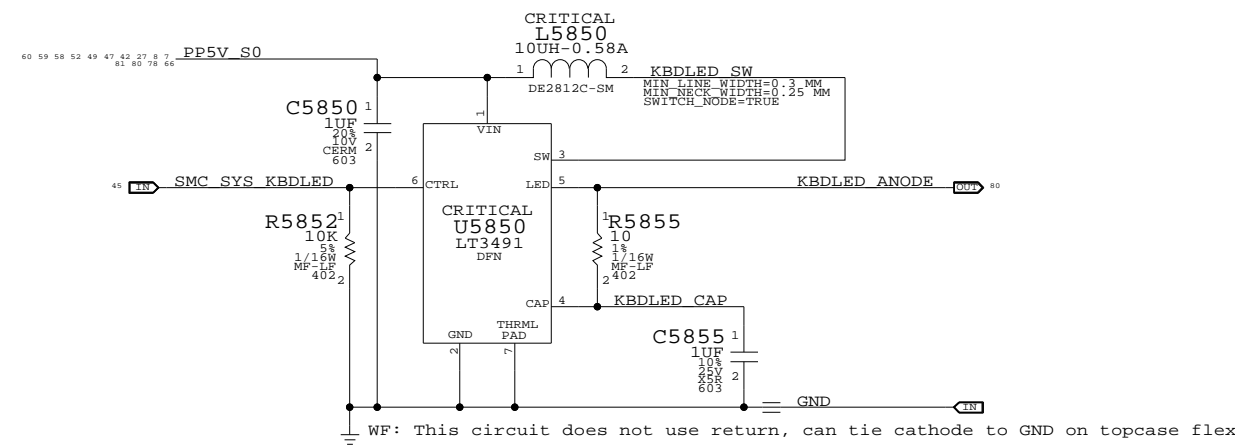 CRITICAL
L5850
10UH-0.58A
60 59 58 52 49 47 42 27 8 7
81 80 78 66
PP5V_S0
1
2
KBDLED_SW
DE2812C-SM
MIN_LINE_WIDTH=0.3 MM
MIN_NECK_WIDTH=0.25 MM
SWITCH_NODE=TRUE
C5850
1
1UF
20%
10V
CERM
603
2
1
VIN
SW
3
45
IN
SMC_SYS_KBDLED
6
CTRL
LED
5
KBDLED_ANODE
OUT
80
CRITICAL
U5850
LT3491
DFN
R5852
1
10K
5%
1/16W
MF-LF
402
2
1
R5855
10
1%
1/16W
MF-LF
402
2
CAP
4
KBDLED_CAP
THRML
PAD
GND
2
7
C5855
1
1UF
10%
25V
X5R
603
2
GND
IN
WF: This circuit does not use return, can tie cathode to GND on topcase flex